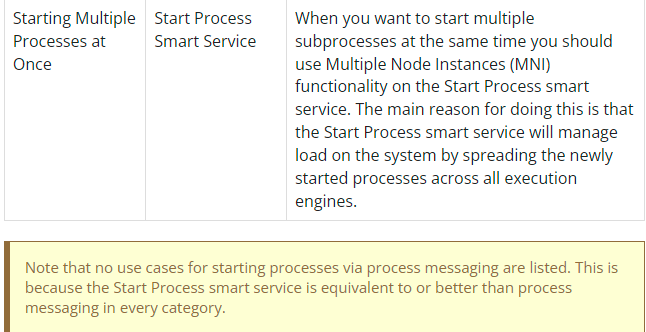 Starting Multiple
Processes at
Once
Start Process
Smart Service
When you want to start multiple
subprocesses at the same time you should
use Multiple Node Instances (MNI)
functionality on the Start Process smart
service. The main reason for doing this is that
the Start Process smart service will manage
load on the system by spreading the newly
started processes across all execution
engines.
Note that no use cases for starting processes via process messaging are listed. This is
because the Start Process smart service is equivalent to or better than process
messaging in every category.